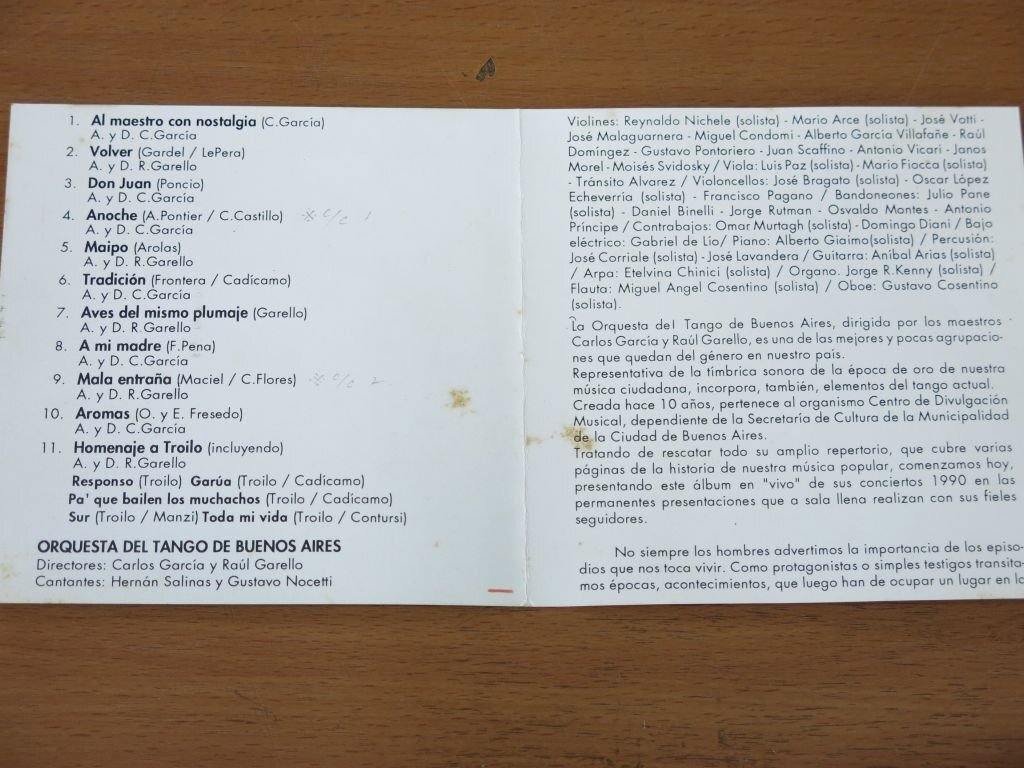 1. Al maestro con nostalgia (C.García)
A. y D. C.García
2. Volver (Gardel / LePera)
A. y D. R.Garello
3. Don Juan (Poncio)
A. y D. C.García
4. Anoche (A.Pontier / C.Castillo) ※ c/c 1
A. y D. C.García
5. Maipo (Arolas)
A. y D. R.Garello
6. Tradición (Frontera / Cadícamo)
A. y D. C.García
7. Aves del mismo plumaje (Garello)
A. y D. R.Garello
8. A mi madre (F.Pena)
A. y D. C.García
9. Mala entraña (Maciel / C.Flores) ※ c/c 2
A. y D. R.Garello
10. Aromas (O. y E. Fresedo)
A. y D. C.García
11. Homenaje a Troilo (incluyendo)
A. y D. R.Garello
Responso (Troilo) Garúa (Troilo / Cadícamo)
Pa' que bailen los muchachos (Troilo / Cadícamo)
Sur (Troilo / Manzi) Toda mi vida (Troilo / Contursi)
ORQUESTA DEL TANGO DE BUENOS AIRES
Directores: Carlos García y Raúl Garello
Cantantes: Hernán Salinas y Gustavo Nocetti
Violines: Reynaldo Nichele (solista) - Mario Arce (solista) - José Votti -
José Malaguarnera - Miguel Condomi - Alberto García Villafañe - Raúl
Domíngez - Gustavo Pontoriero - Juan Scaffino - Antonio Vicari - Janos
Morel - Moisés Svidosky / Viola: Luis Paz (solista) - Mario Fiocca (solista)
- Tránsito Alvarez / Violoncellos: José Bragato (solista) - Oscar López
Echeverría (solista) - Francisco Pagano / Bandoneones: Julio Pane
(solista) - Daniel Binelli - Jorge Rutman - Osvaldo Montes - Antonio
Príncipe / Contrabajos: Omar Murtagh (solista) - Domingo Diani / Bajo
eléctrico: Gabriel de Lío/ Piano: Alberto Giaimo(solista) / Percusión:
José Corriale (solista) - José Lavandera / Guitarra: Aníbal Arias (solista)
/ Arpa: Etelvina Chinici (solista) / Organo. Jorge R.Kenny (solista) /
Flauta: Miguel Angel Cosentino (solista) / Oboe: Gustavo Cosentino
(solista).
La Orquesta del Tango de Buenos Aires, dirigida por los maestros
Carlos García y Raúl Garello, es una de las mejores y pocas agrupacio-
nes que quedan del género en nuestro país.
Representativa de la tímbrica sonora de la época de oro de nuestra
música ciudadana, incorpora, también, elementos del tango actual.
Creada hace 10 años, pertenece al organismo Centro de Divulgación
Musical, dependiente de la Secretaría de Cultura de la Municipalidad
de la Ciudad de Buenos Aires.
Tratando de rescatar todo su amplio repertorio, que cubre varias
páginas de la historia de nuestra música popular, comenzamos hoy,
presentando este álbum en "vivo" de sus conciertos 1990 en las
permanentes presentaciones que a sala llena realizan con sus fieles
seguidores.
No siempre los hombres advertimos la importancia de los episo-
dios que nos toca vivir. Como protagonistas o simples testigos transita-
mos épocas, acontecimientos, que luego han de ocupar un lugar en la